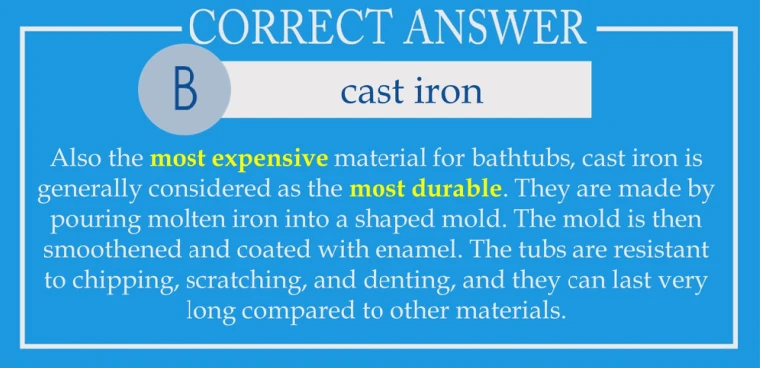 CORRECT ANSWER
B
cast iron
Also the most expensive material for bathtubs, cast iron is
generally considered as the most durable. They are made by
pouring molten iron into a shaped mold. The mold is then
smoothened and coated with enamel. The tubs are resistant
to chipping, scratching, and denting, and they can last very
long compared to other materials.